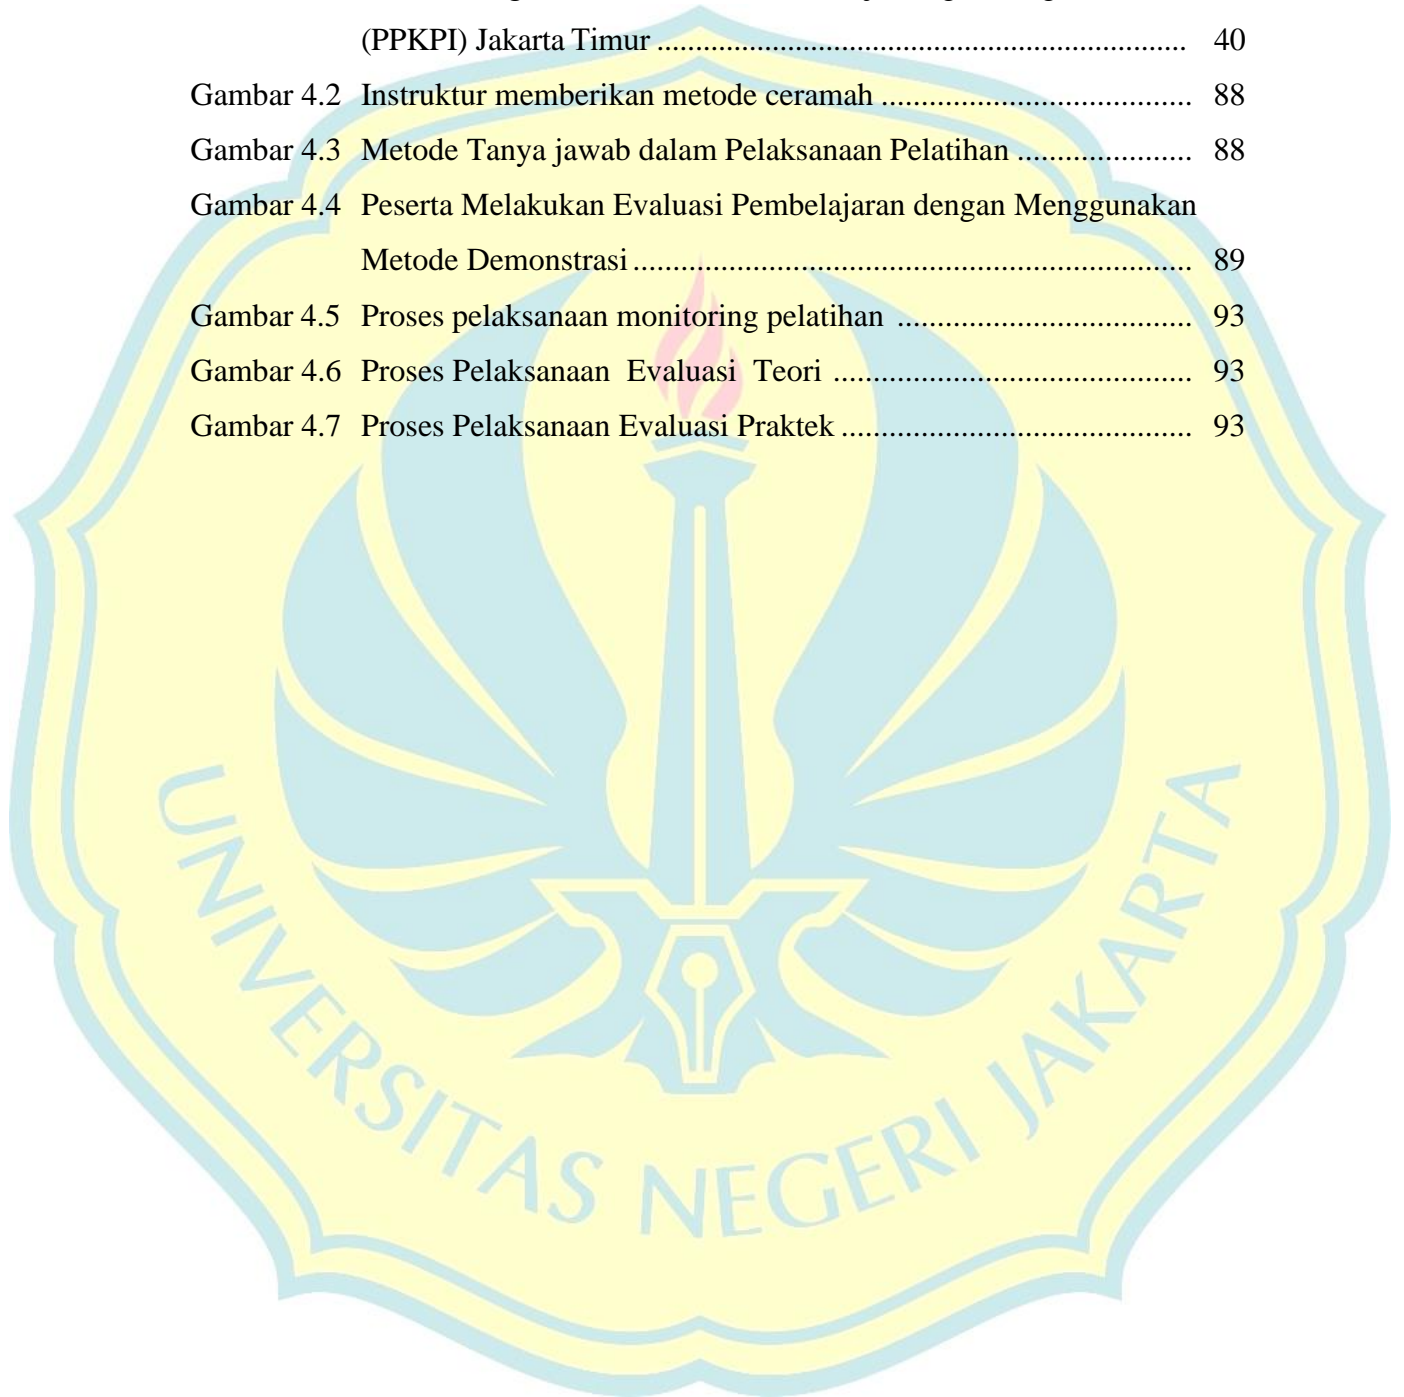 (PPKPI) Jakarta Timur ...................................................................... 40
Gambar 4.2 Instruktur memberikan metode ceramah ....................................... 88
Gambar 4.3 Metode Tanya jawab dalam Pelaksanaan Pelatihan ...................... 88
Gambar 4.4 Peserta Melakukan Evaluasi Pembelajaran dengan Menggunakan
Metode Demonstrasi ...................................................................... 89
Gambar 4.5 Proses pelaksanaan monitoring pelatihan ..................................... 93
Gambar 4.6 Proses Pelaksanaan Evaluasi Teori ............................................. 93
Gambar 4.7 Proses Pelaksanaan Evaluasi Praktek ............................................ 93
UNIVERSITAS NEGERI JAKARTA